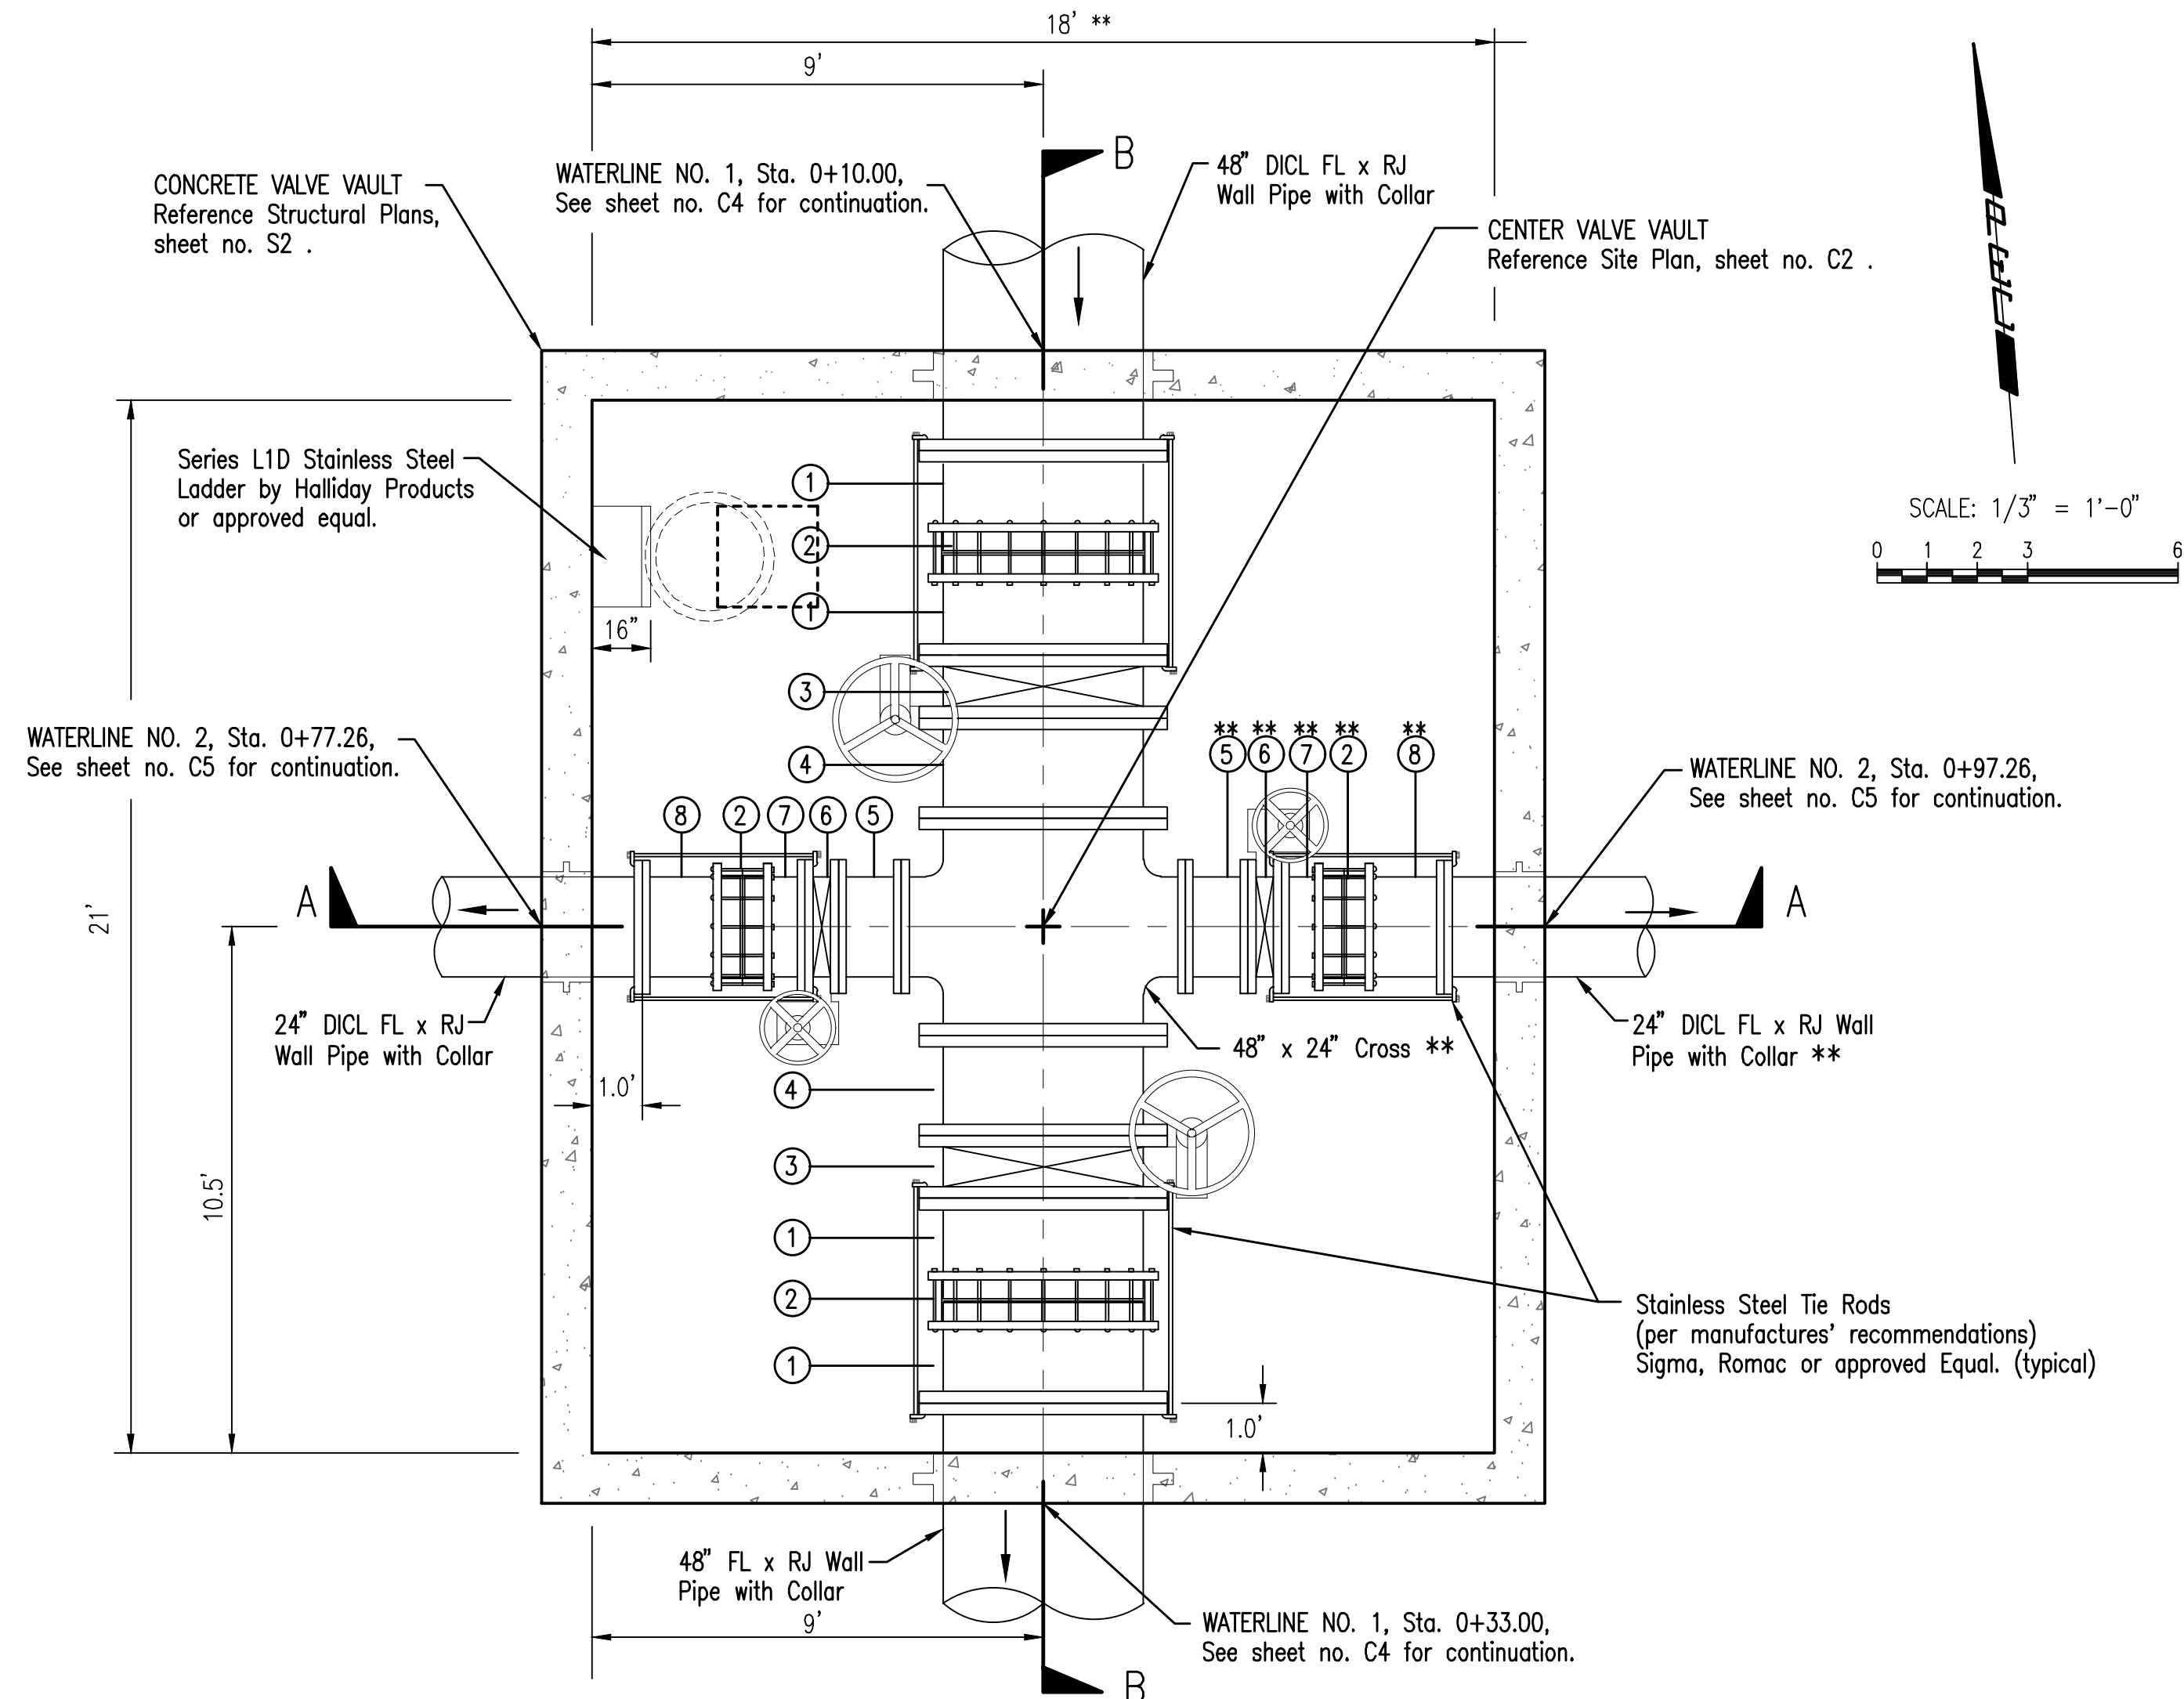 18' **
9'
B
WATERLINE NO. 1, Sta. 0+10.00,
See sheet no. C4 for continuation.
48" DICL FL x RJ
Wall Pipe with Collar
CONCRETE VALVE VAULT
Reference Structural Plans,
sheet no. S2 .
CENTER VALVE VAULT
Reference Site Plan, sheet no. C2 .
Series L1D Stainless Steel
Ladder by Halliday Products
or approved equal.
SCALE: 1/3" = 1'-0"
0 1 2 3 6
1
2
1
16"
3
4
WATERLINE NO. 2, Sta. 0+77.26,
See sheet no. C5 for continuation.
** ** ** ** **
5 6 7 2 8
WATERLINE NO. 2, Sta. 0+97.26,
See sheet no. C5 for continuation.
8 2 7 6 5
A
A
21'
24" DICL FL x RJ
Wall Pipe with Collar
48" x 24" Cross **
24" DICL FL x RJ Wall
Pipe with Collar **
1.0'
4
3
10.5'
1
2
1
Stainless Steel Tie Rods
(per manufactures' recommendations)
Sigma, Romac or approved Equal. (typical)
1.0'
48" FL x RJ Wall
Pipe with Collar
9'
WATERLINE NO. 1, Sta. 0+33.00,
See sheet no. C4 for continuation.
B